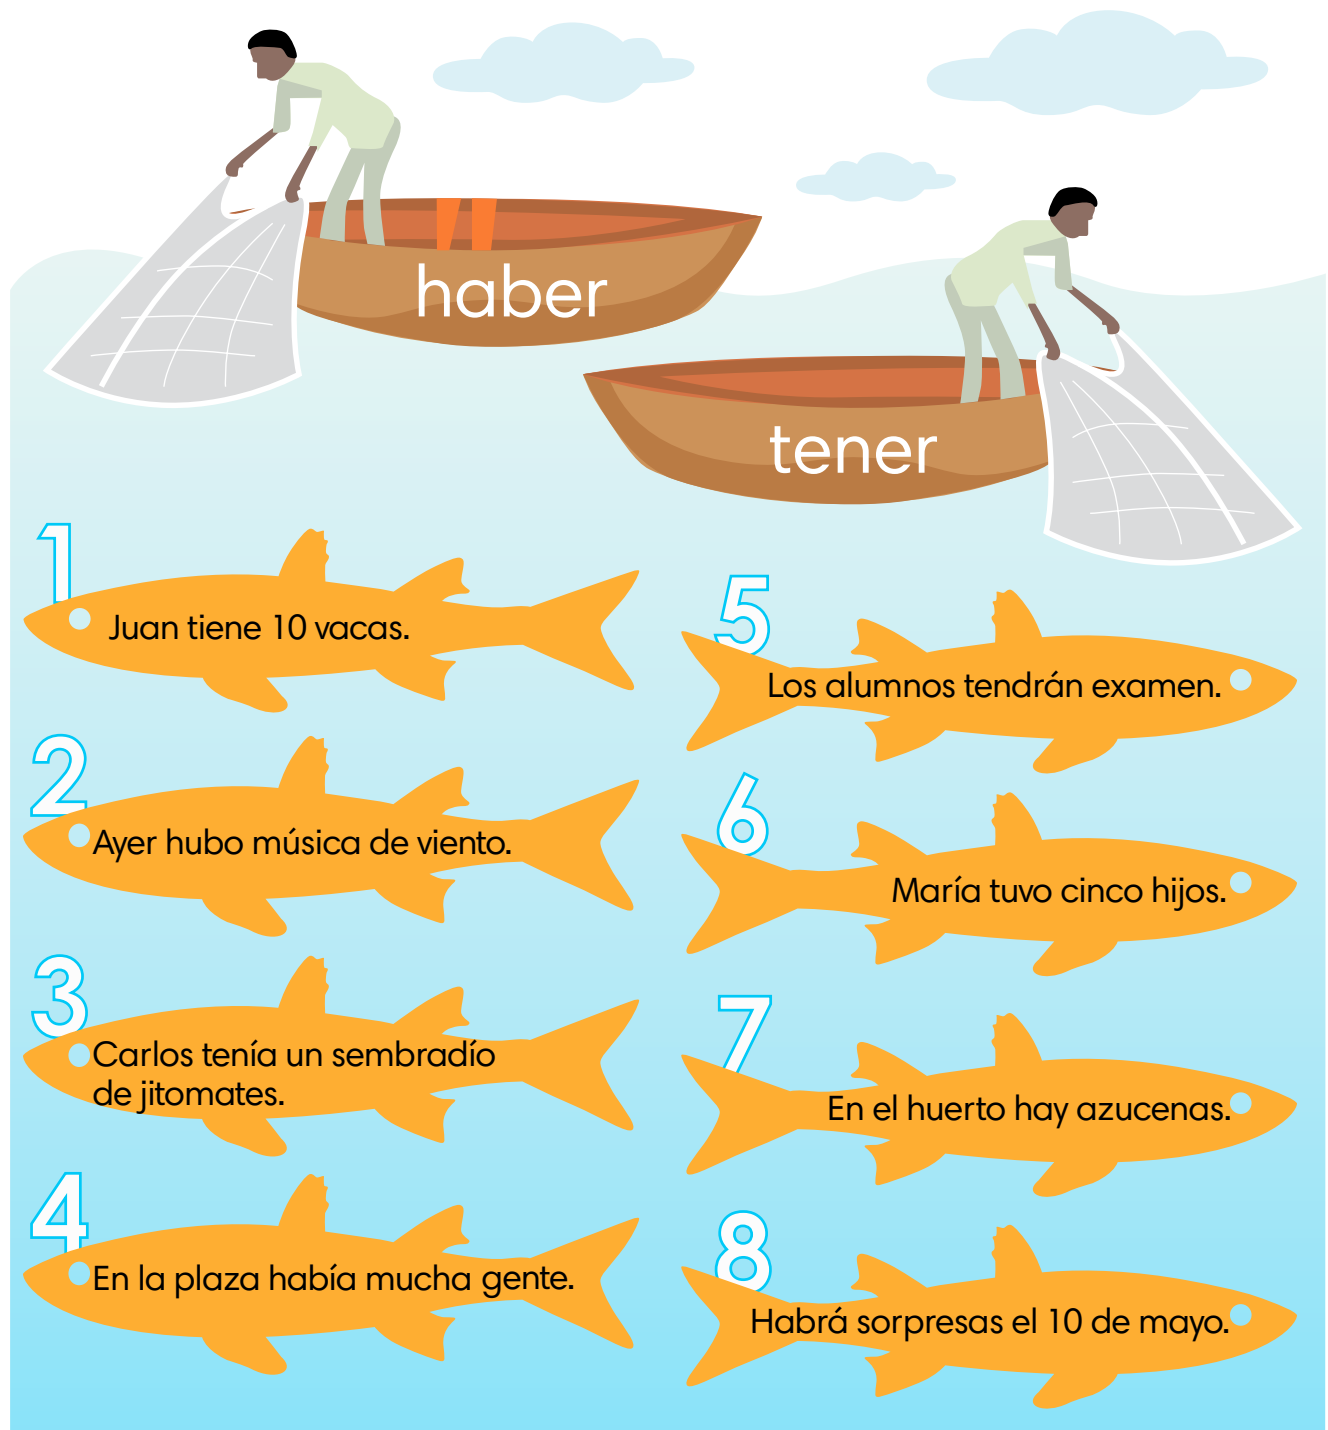 haber
tener
1
Juan tiene 10 vacas.
2
Ayer hubo música de viento.
3
Carlos tenía un sembradío
de jitomates.
4
En la plaza había mucha gente.
5
Los alumnos tendrán examen.
6
María tuvo cinco hijos.
7
En el huerto hay azucenas.
8
Habrá sorpresas el 10 de mayo.